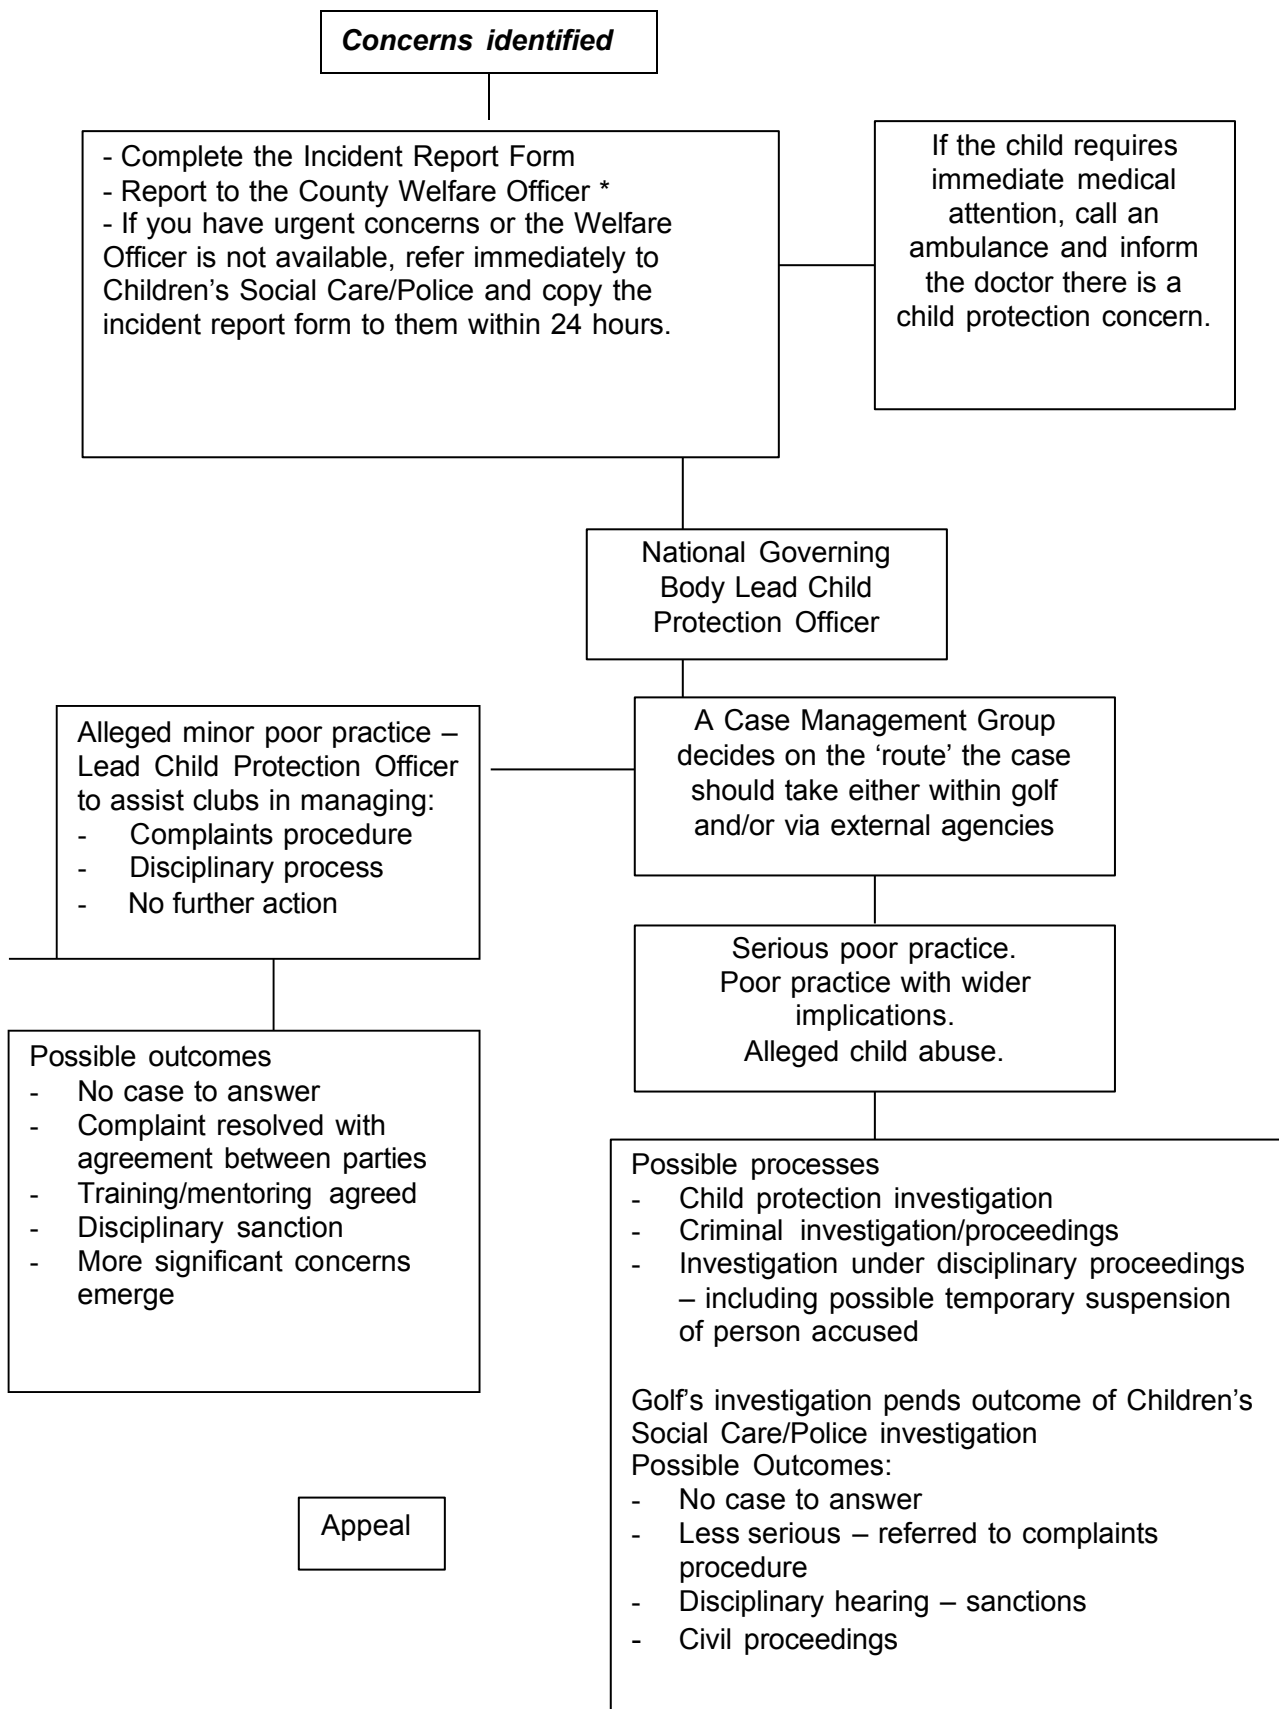 Concerns identified
- Complete the Incident Report Form
- Report to the County Welfare Officer *
- If you have urgent concerns or the Welfare
Officer is not available, refer immediately to
Children’s Social Care/Police and copy the
incident report form to them within 24 hours.
If the child requires
immediate medical
attention, call an
ambulance and inform
the doctor there is a
child protection concern.
National Governing
Body Lead Child
Protection Officer
Alleged minor poor practice –
Lead Child Protection Officer
to assist clubs in managing:
- Complaints procedure
- Disciplinary process
- No further action
A Case Management Group
decides on the ‘route’ the case
should take either within golf
and/or via external agencies
Serious poor practice.
Poor practice with wider
implications.
Alleged child abuse.
Possible outcomes
- No case to answer
- Complaint resolved with
agreement between parties
- Training/mentoring agreed
- Disciplinary sanction
- More significant concerns
emerge
Possible processes
- Child protection investigation
- Criminal investigation/proceedings
- Investigation under disciplinary proceedings
– including possible temporary suspension
of person accused
Golf’s investigation pends outcome of Children’s
Social Care/Police investigation
Possible Outcomes:
- No case to answer
- Less serious – referred to complaints
procedure
- Disciplinary hearing – sanctions
- Civil proceedings
Appeal